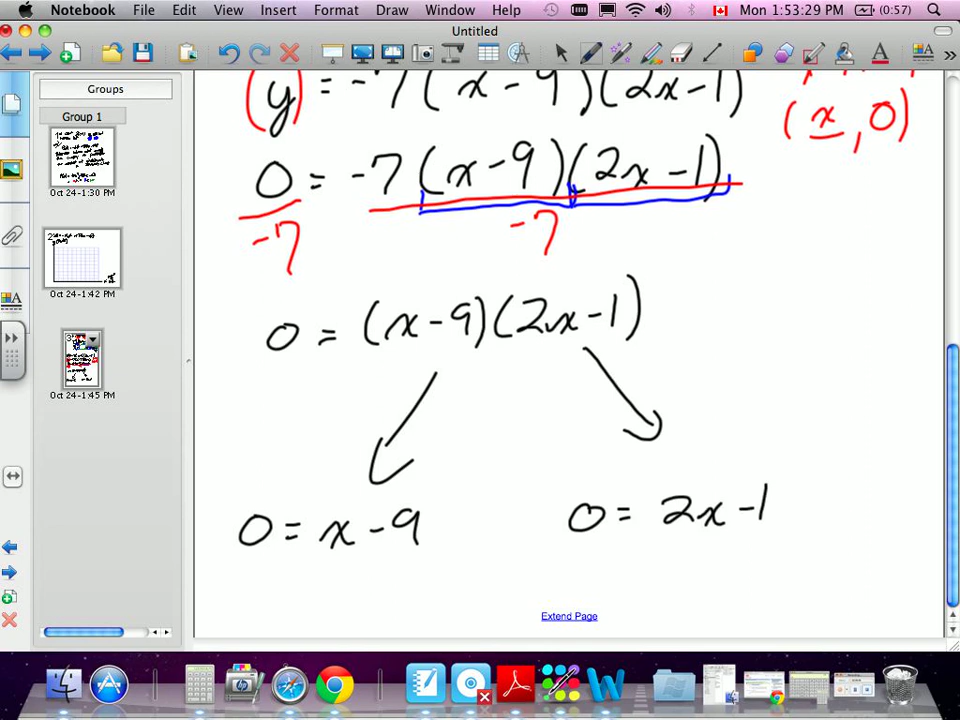 Notebook File Edit View Insert Format Draw Window Help Mon 1:53:29 PM (0:57)
Untitled
Groups
Group 1
Oct 24-1:30 PM
Oct 24-1:42 PM
Oct 24-1:45 PM
(y) = -7(x-9)(2x-1)
(x, 0)
0 = -7(x-9)(2x-1)
-7 -7
0 = (x-9)(2x-1)
0 = x-9 0 = 2x-1
Extend Page